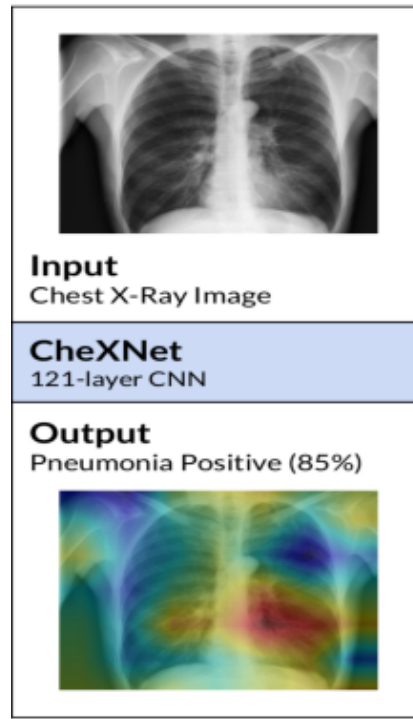 Input
Chest X-Ray Image
CheXNet
121-layer CNN
Output
Pneumonia Positive (85%)